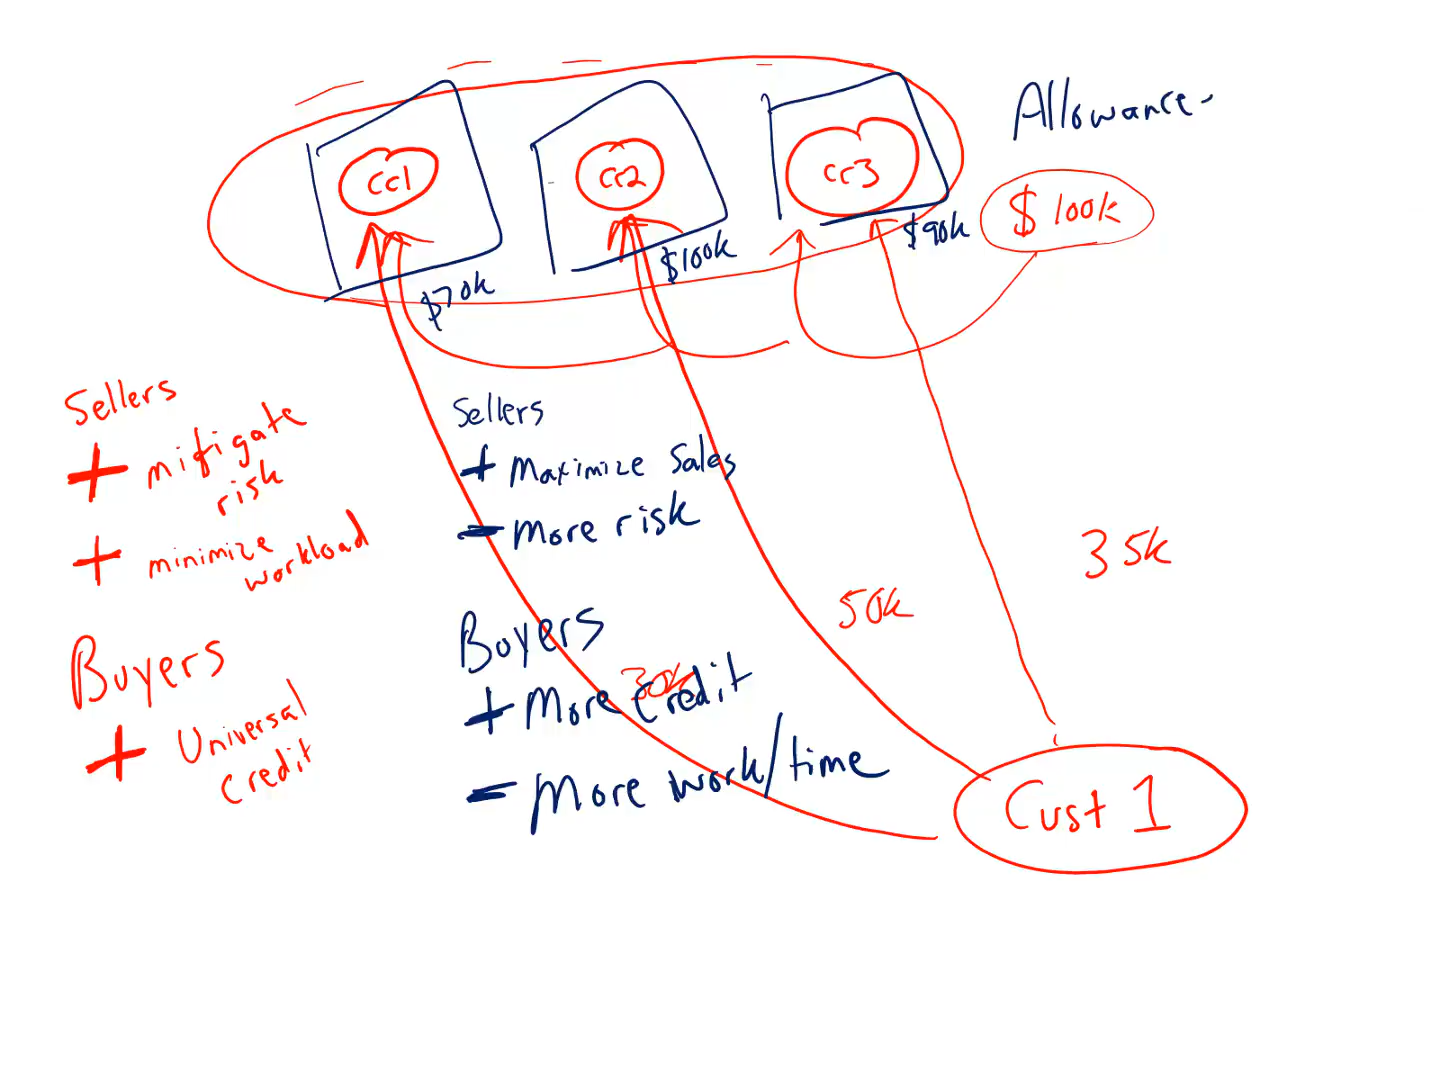 Allowance.
cc1
cc2
cc3
$100k
$70k
$100k
$90k
Sellers
+ mitigate
risk
+ minimize
workload
Buyers
+ Universal
Credit
Sellers
+ Maximize Sales
- More risk
Buyers
+ More Credit
- More work/time
30k
50k
35k
Cust 1